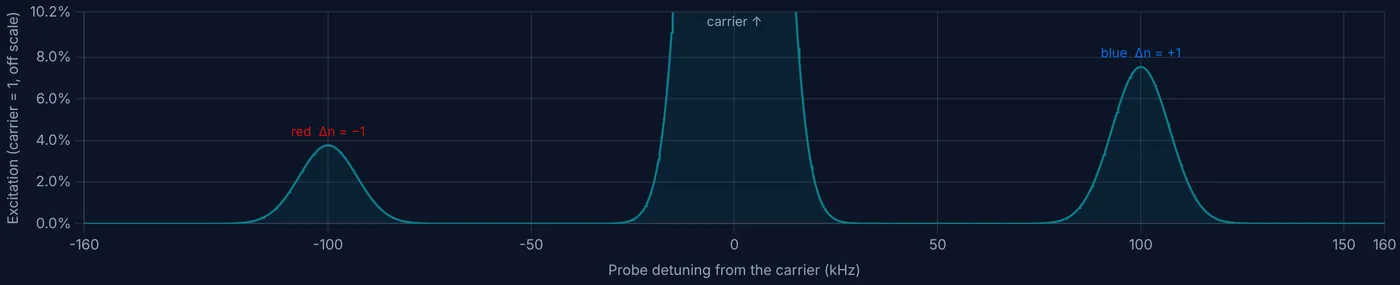 Excitation (carrier = 1, off scale)
10.2%
8.0%
6.0%
4.0%
2.0%
0.0%
carrier ↑
blue Δn = +1
red Δn = −1
-160
-100
-50
0
50
100
150
160
Probe detuning from the carrier (kHz)